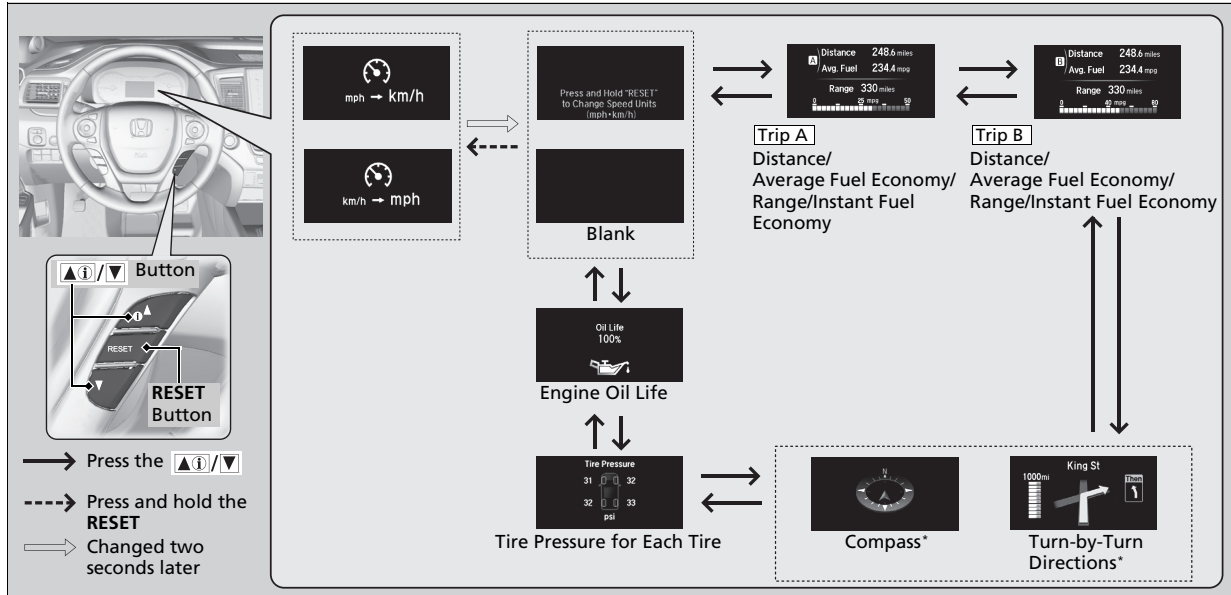 mph → km/h
km/h → mph
Press and Hold "RESET"
to Change Speed Units
(mph•km/h)
Blank
A Distance 248.6 miles
Avg. Fuel 234.4 mpg
Range 330 miles
0 25 mpg 50
Trip A
Distance/
Average Fuel Economy/
Range/Instant Fuel
Economy
B Distance 248.6 miles
Avg. Fuel 234.4 mpg
Range 330 miles
0 40 mpg 80
Trip B
Distance/
Average Fuel Economy/
Range/Instant Fuel Economy
▲ⓘ/▼ Button
RESET
RESET
Button
Press the ▲ⓘ/▼
Press and hold the
RESET
Changed two
seconds later
Oil Life
100%
Engine Oil Life
Tire Pressure
31 32
32 33
psi
Tire Pressure for Each Tire
N
Compass*
King St
1000mi
Then
Turn-by-Turn
Directions*